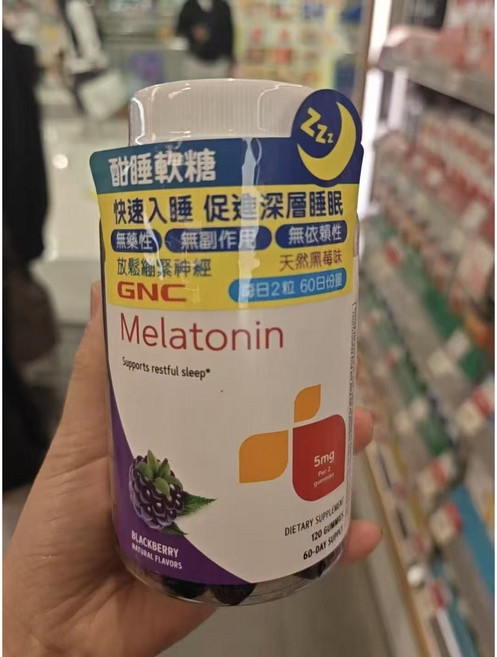 Zzz
酣睡軟糖
快速入睡 促進深層睡眠
無藥性 無副作用 無依賴性
放鬆繃緊神經 天然黑莓味
GNC 每日2粒 60日份量
Melatonin
Supports restful sleep*
5mg
Per 2
gummies
BLACKBERRY
NATURAL FLAVORS
DIETARY SUPPLEMENT
120 GUMMIES
60-DAY SUPPLY